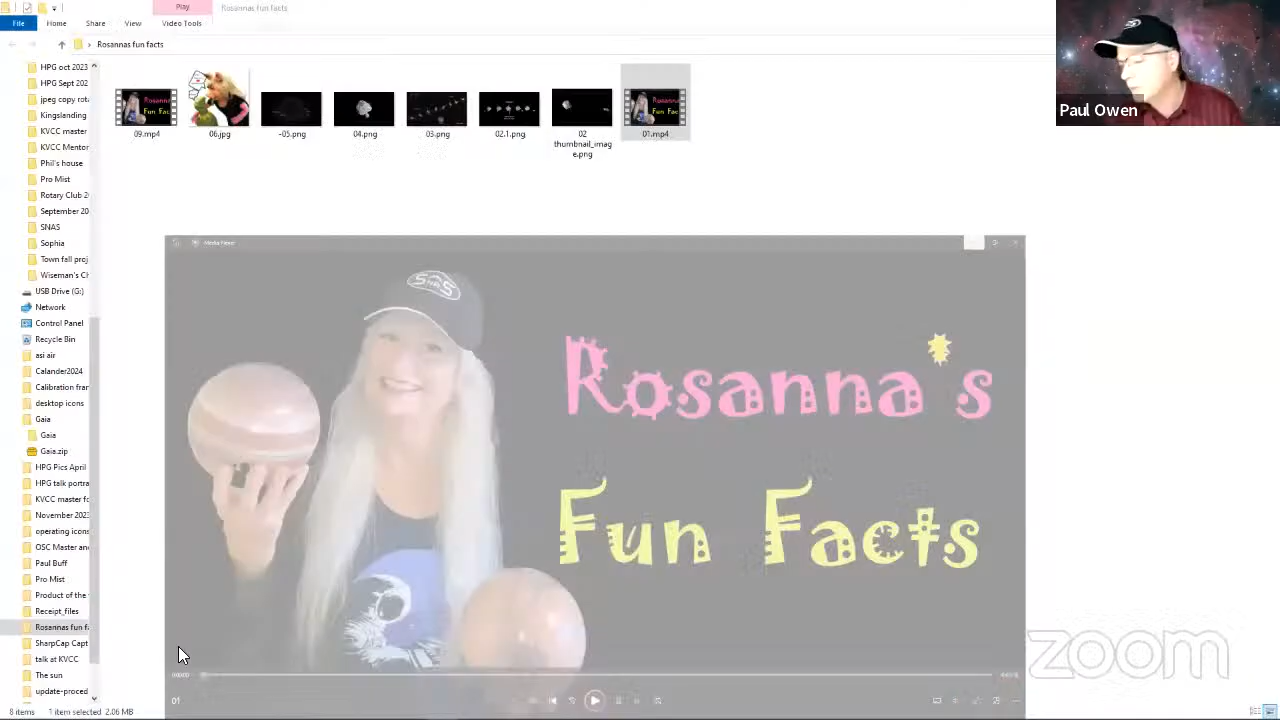 Play
Rosannas fun facts
File
Home
Share
View
Video Tools
Rosannas fun facts
HPG oct 2023
HPG Sept 202
jpeg copy rot
Kingslanding
KVCC master
KVCC Mentor
Phil's house
Pro Mist
Rotary Club 2
September 20
SNAS
Sophia
Town fall proj
Wiseman's Cl
USB Drive (G:)
Network
Control Panel
Recycle Bin
asi air
Calander2024
Calibration fran
desktop icons
Gaia
Gaia
Gaia.zip
HPG Pics April
HPG talk portra
KVCC master fo
November 2023
operating icons
OSC Master and
Paul Buff
Pro Mist
Product of the
Receipt_files
Rosannas fun fa
SharpCap Capt
talk at KVCC
The sun
update-proced
8 items
1 item selected
2.06 MB
09.mp4
06.jpg
-05.png
04.png
03.png
02.1.png
02
thumbnail_imag
e.png
01.mp4
Media Player
Rosanna's
Fun Facts
01
Paul Owen
zoom